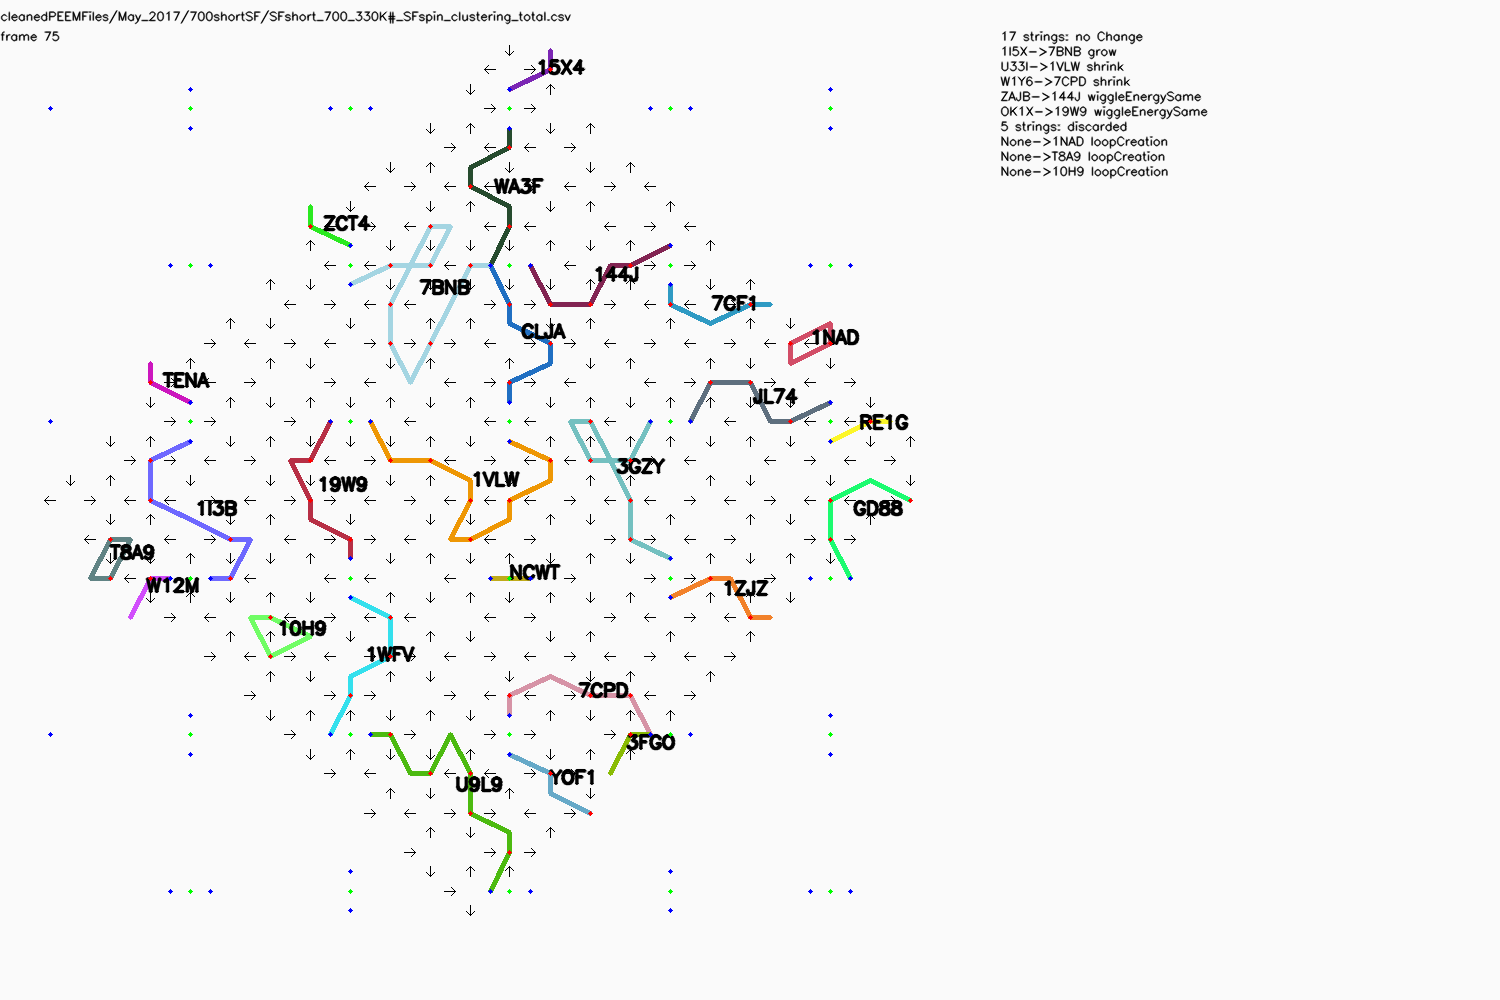 cleanedPEEMFiles/May_2017/700shortSF/SFshort_700_330K#_SFspin_clustering_total.csv
frame 75
17 strings: no Change
1I5X->7BNB grow
U33I->1VLW shrink
W1Y6->7CPD shrink
ZAJB->144J wiggleEnergySame
OK1X->19W9 wiggleEnergySame
5 strings: discarded
None->1NAD loopCreation
None->T8A9 loopCreation
None->10H9 loopCreation
15X4
WA3F
ZCT4
144J
7BNB
7CF1
CLJA
1NAD
TENA
JL74
RE1G
3GZY
1VLW
19W9
1I3B
GD88
T8A9
NCWT
W12M
1ZJZ
10H9
1WFV
7CPD
3FGO
YOF1
U9L9